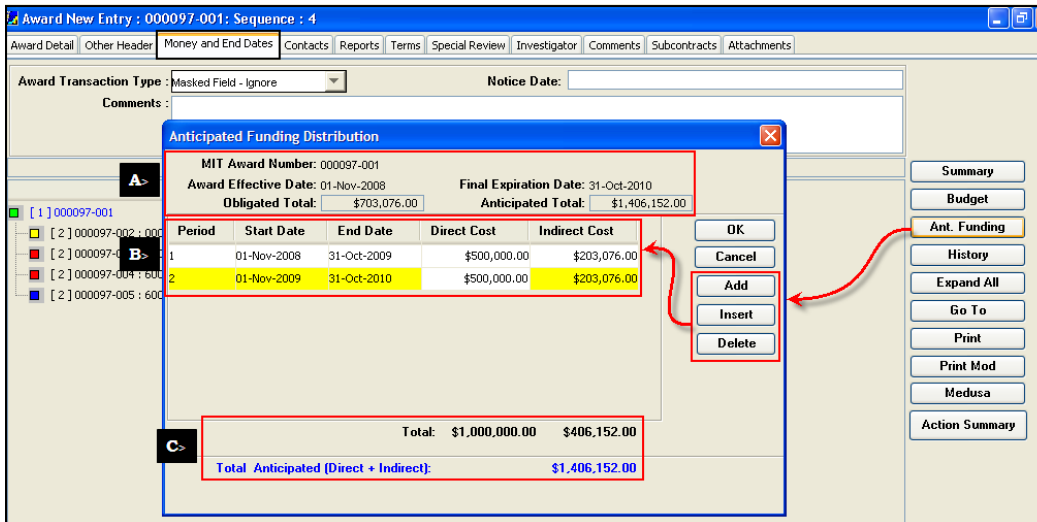 Award New Entry : 000097-001: Sequence : 4
Award Detail Other Header Money and End Dates Contacts Reports Terms Special Review Investigator Comments Subcontracts Attachments
Award Transaction Type : Masked Field - Ignore Notice Date:
Comments :
Anticipated Funding Distribution
MIT Award Number: 000097-001
Award Effective Date: 01-Nov-2008 Final Expiration Date: 31-Oct-2010
Obligated Total: $703,076.00 Anticipated Total: $1,406,152.00
A>
[ 1 ] 000097-001
[ 2 ] 000097-002 : 000
[ 2 ] 000097-0
[ 2 ] 000097-004 : 600
[ 2 ] 000097-005 : 600
B>
Period Start Date End Date Direct Cost Indirect Cost
1 01-Nov-2008 31-Oct-2009 $500,000.00 $203,076.00
2 01-Nov-2009 31-Oct-2010 $500,000.00 $203,076.00
OK
Cancel
Add
Insert
Delete
C>
Total: $1,000,000.00 $406,152.00
Total Anticipated (Direct + Indirect): $1,406,152.00
Summary
Budget
Ant. Funding
History
Expand All
Go To
Print
Print Mod
Medusa
Action Summary